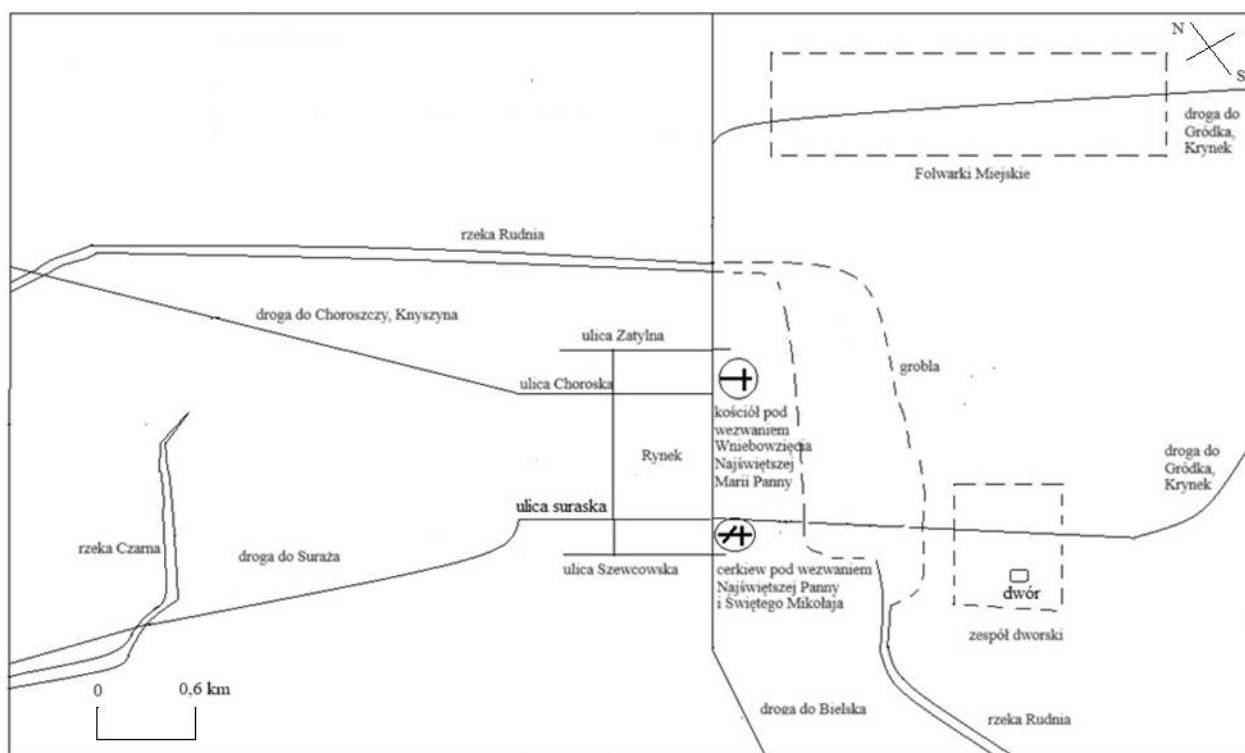 N
S
droga do
Gródka,
Krynek
Folwarki Miejskie
rzeka Rudnia
droga do Choroszczy, Knyszyna
ulica Zatylna
ulica Choroska
grobla
kościół pod
wezwaniem
Wniebowzięcia
Najświętszej
Marii Panny
Rynek
droga do
Gródka,
Krynek
ulica suraska
rzeka Czarna
droga do Suraża
ulica Szewcowska
cerkiew pod wezwaniem
Najświętszej Panny
i Świętego Mikołaja
dwór
zespół dworski
0
0,6 km
droga do Bielska
rzeka Rudnia